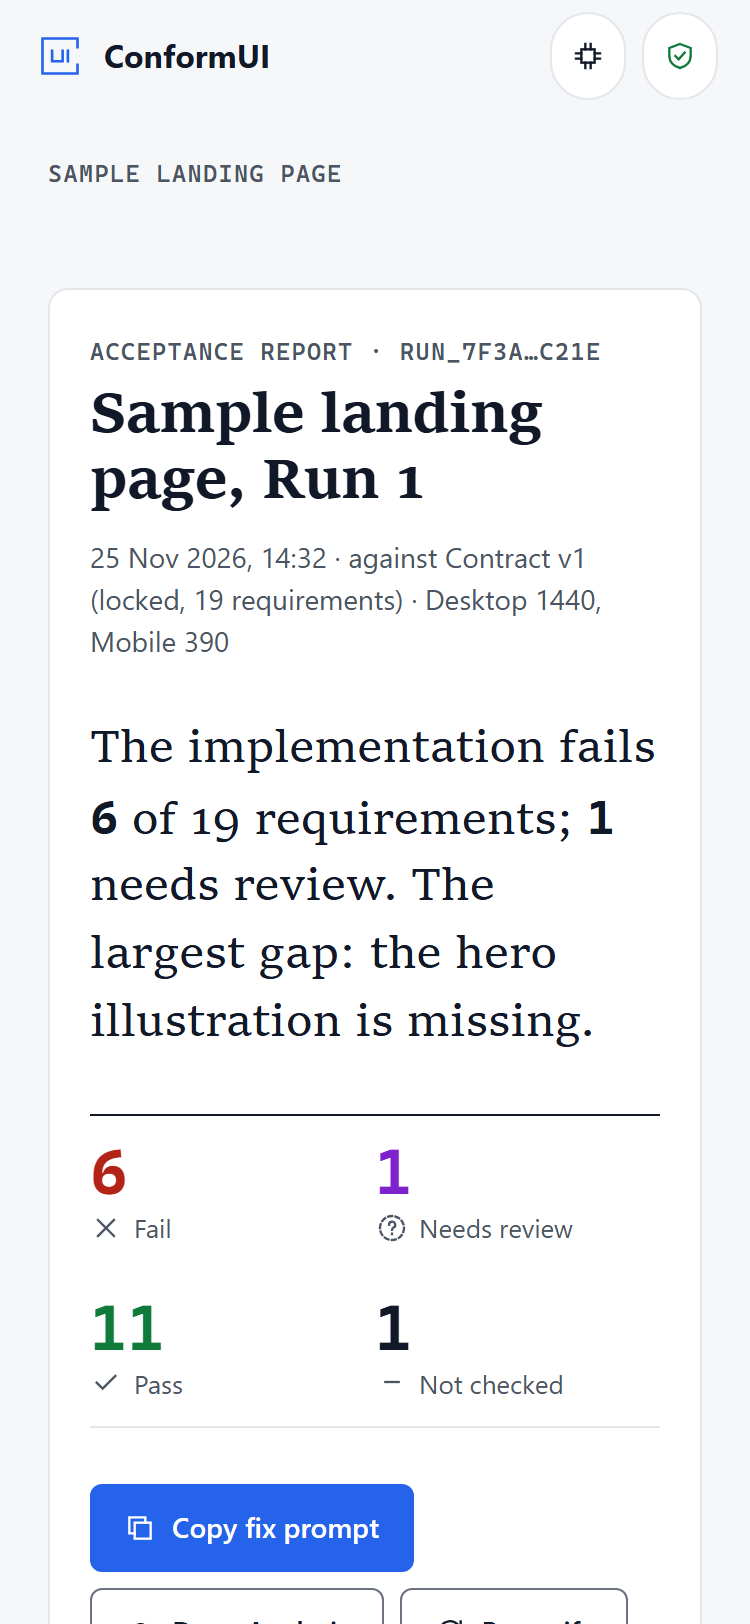 UI ConformUI
SAMPLE LANDING PAGE
ACCEPTANCE REPORT · RUN_7F3A…C21E
Sample landing
page, Run 1
25 Nov 2026, 14:32 · against Contract v1
(locked, 19 requirements) · Desktop 1440,
Mobile 390
The implementation fails
6 of 19 requirements; 1
needs review. The
largest gap: the hero
illustration is missing.
6 1
Fail Needs review
11 1
Pass Not checked
Copy fix prompt